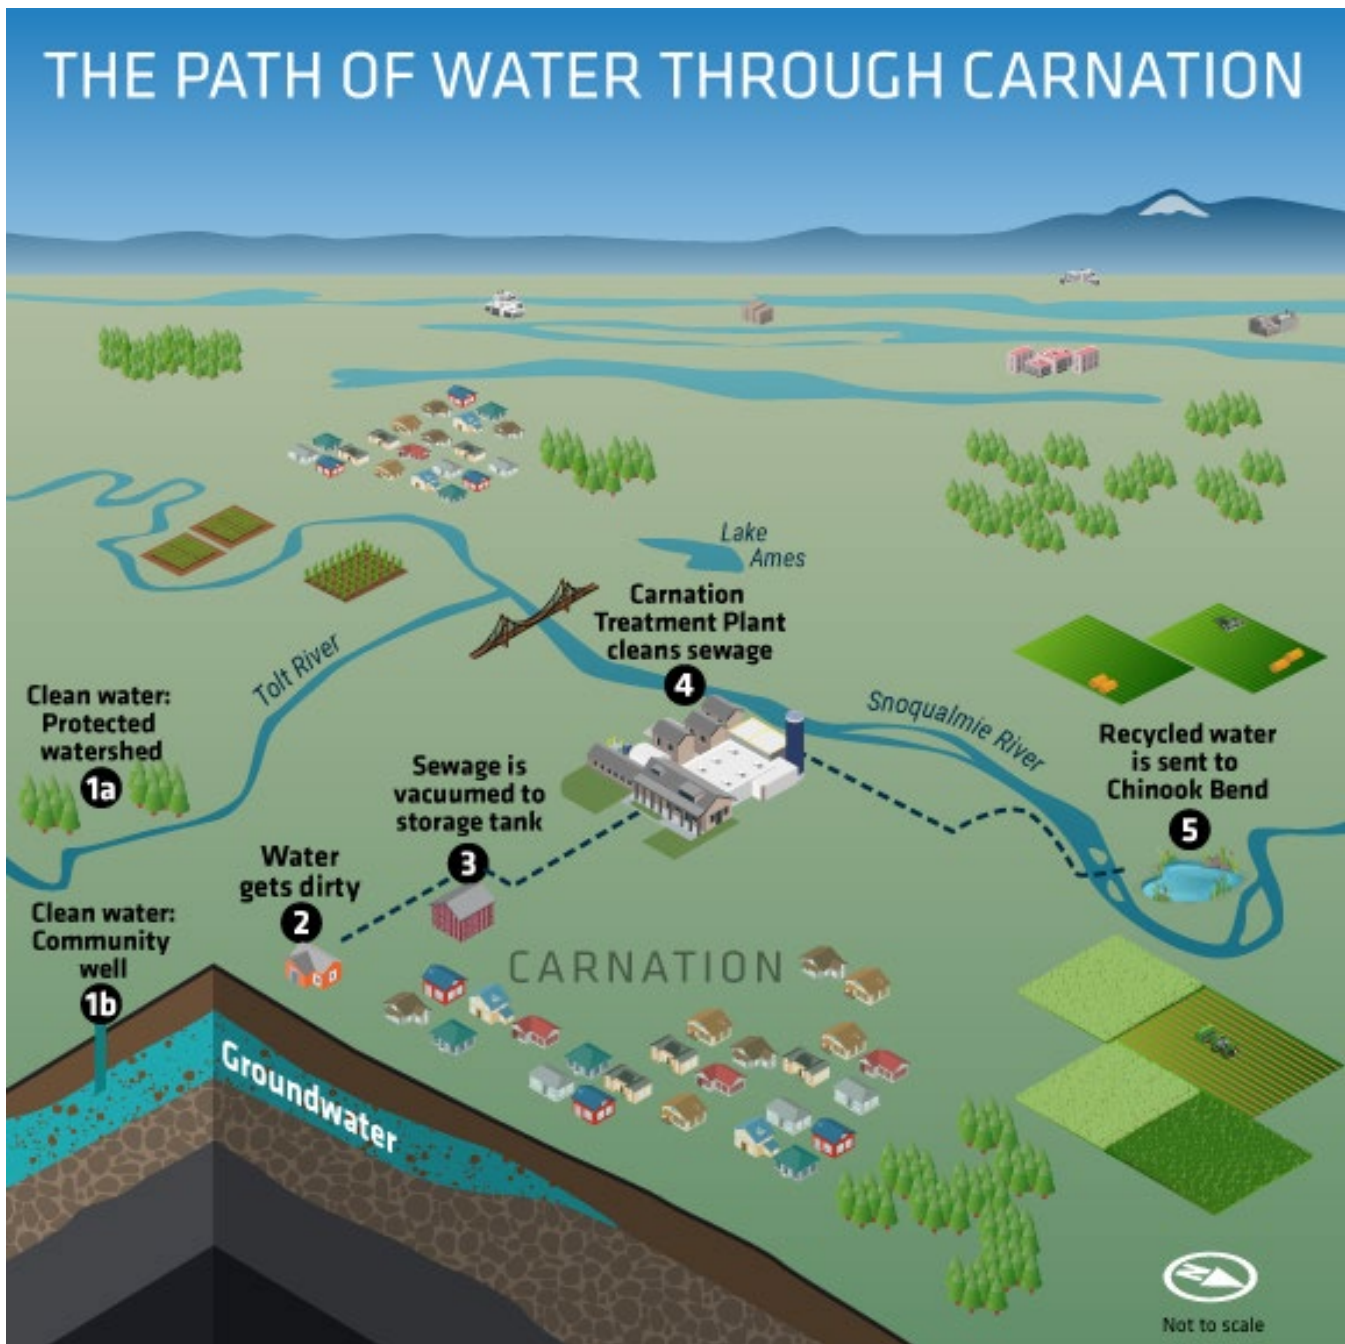 THE PATH OF WATER THROUGH CARNATION
Lake
Ames
Carnation
Treatment Plant
cleans sewage
4
Tolt River
Snoqualmie River
Clean water:
Protected
watershed
1a
Sewage is
vacuumed to
storage tank
3
Recycled water
is sent to
Chinook Bend
5
Water
gets dirty
2
Clean water:
Community
well
1b
CARNATION
Groundwater
N
Not to scale